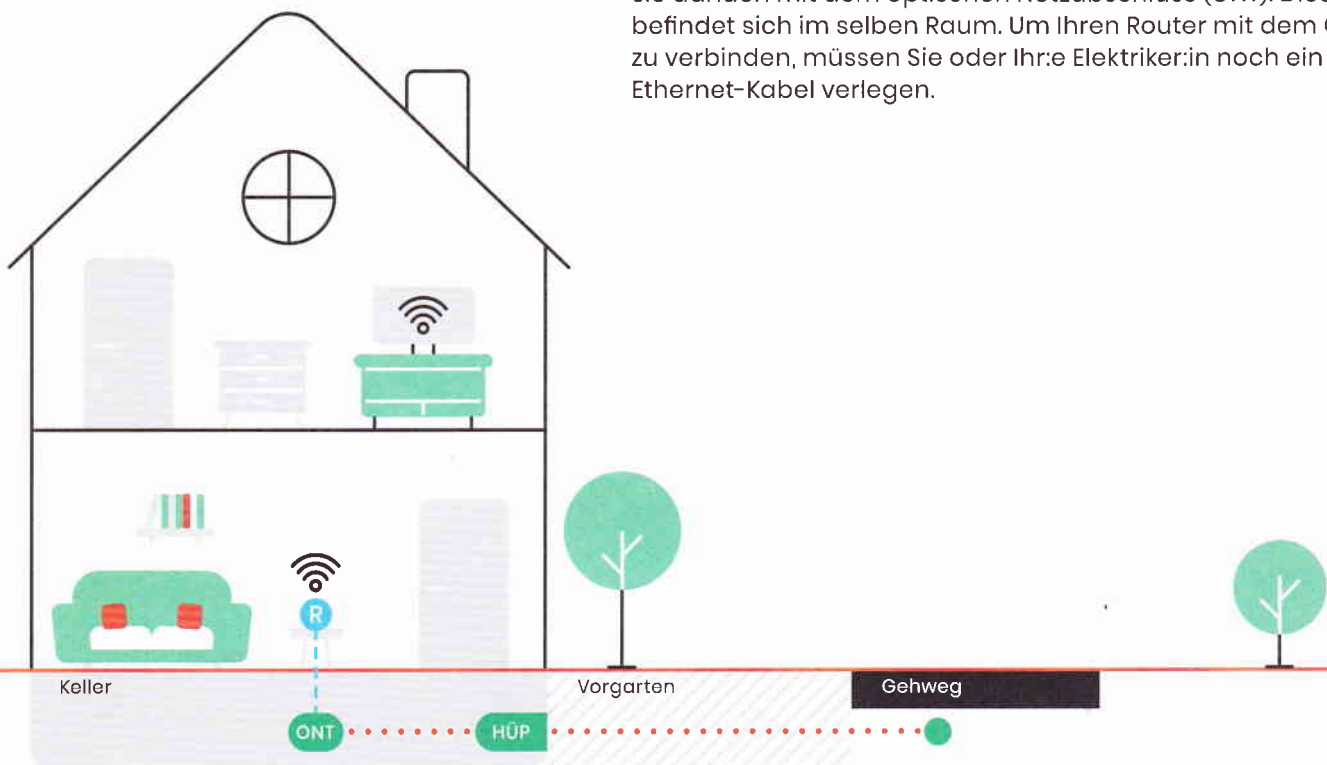 befindet sich im selben Raum. Um Ihren Router mit dem
zu verbinden, müssen Sie oder Ihr:e Elektriker:in noch ein
Ethernet-Kabel verlegen.
R
Keller
Vorgarten
Gehweg
ONT
HÜP